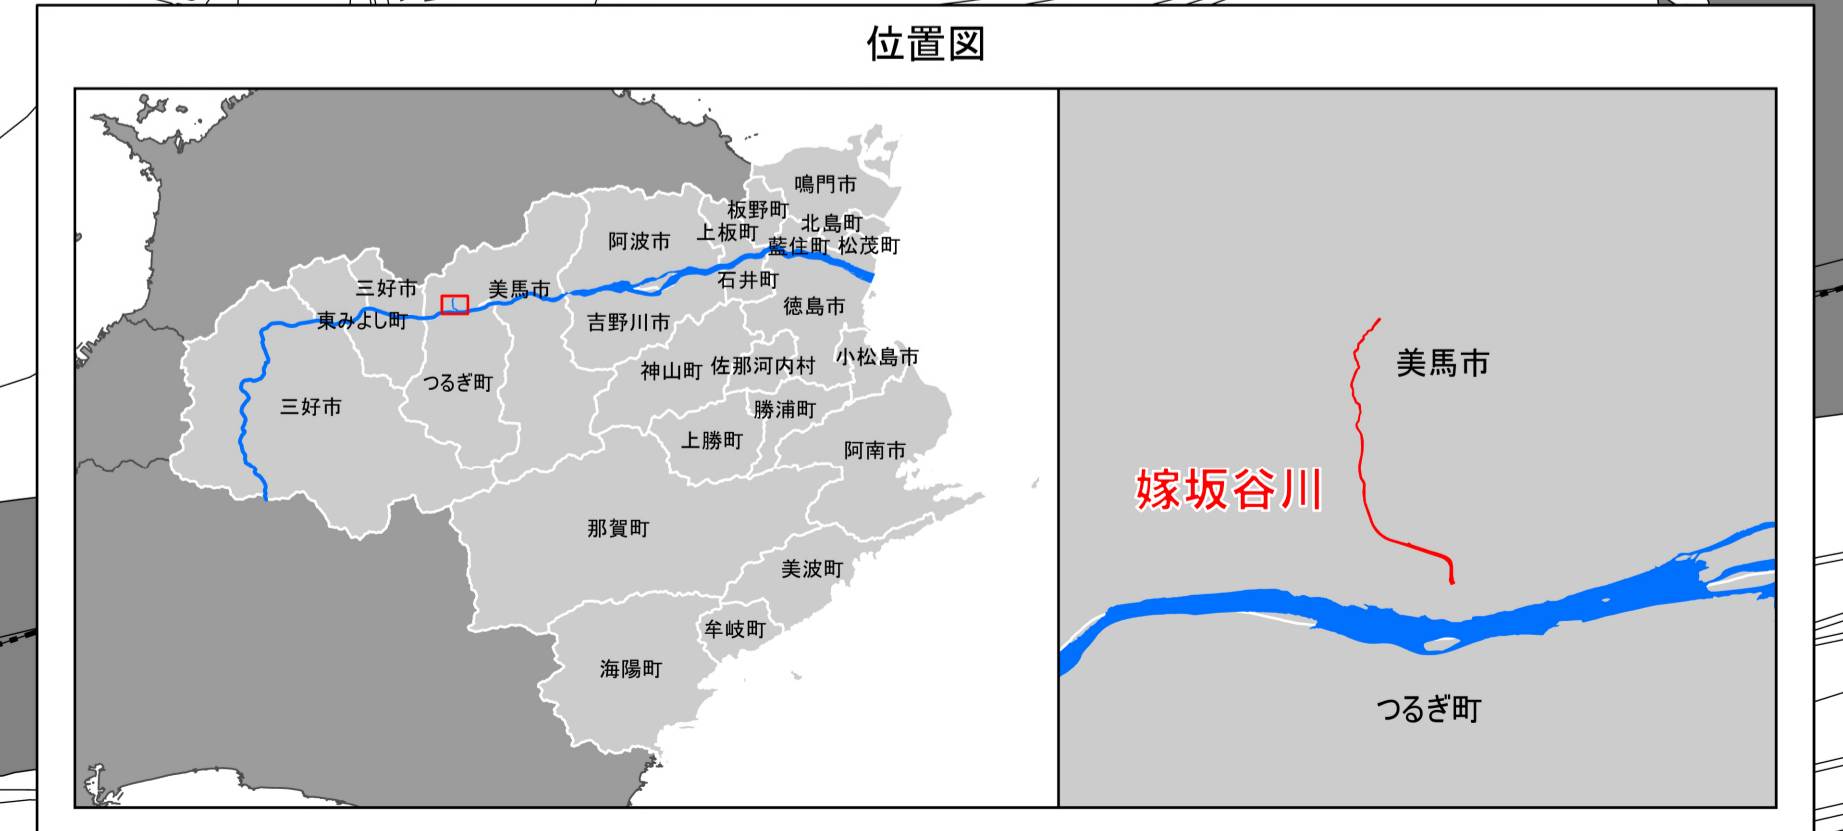 位置図
鳴門市
板野町
北島町
上板町
阿波市
藍住町
松茂町
石井町
三好市
美馬市
徳島市
東みよし町
吉野川市
小松島市
佐那河内村
神山町
つるぎ町
三好市
勝浦町
上勝町
阿南市
那賀町
美波町
牟岐町
海陽町
美馬市
嫁坂谷川
つるぎ町